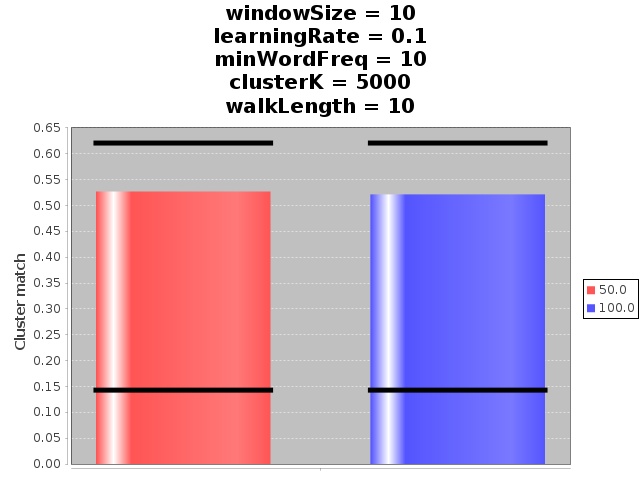 windowSize = 10
learningRate = 0.1
minWordFreq = 10
clusterK = 5000
walkLength = 10
0.65
0.60
0.55
0.50
0.45
0.40
0.35
0.30
0.25
0.20
0.15
0.10
0.05
0.00
Cluster match
50.0
100.0